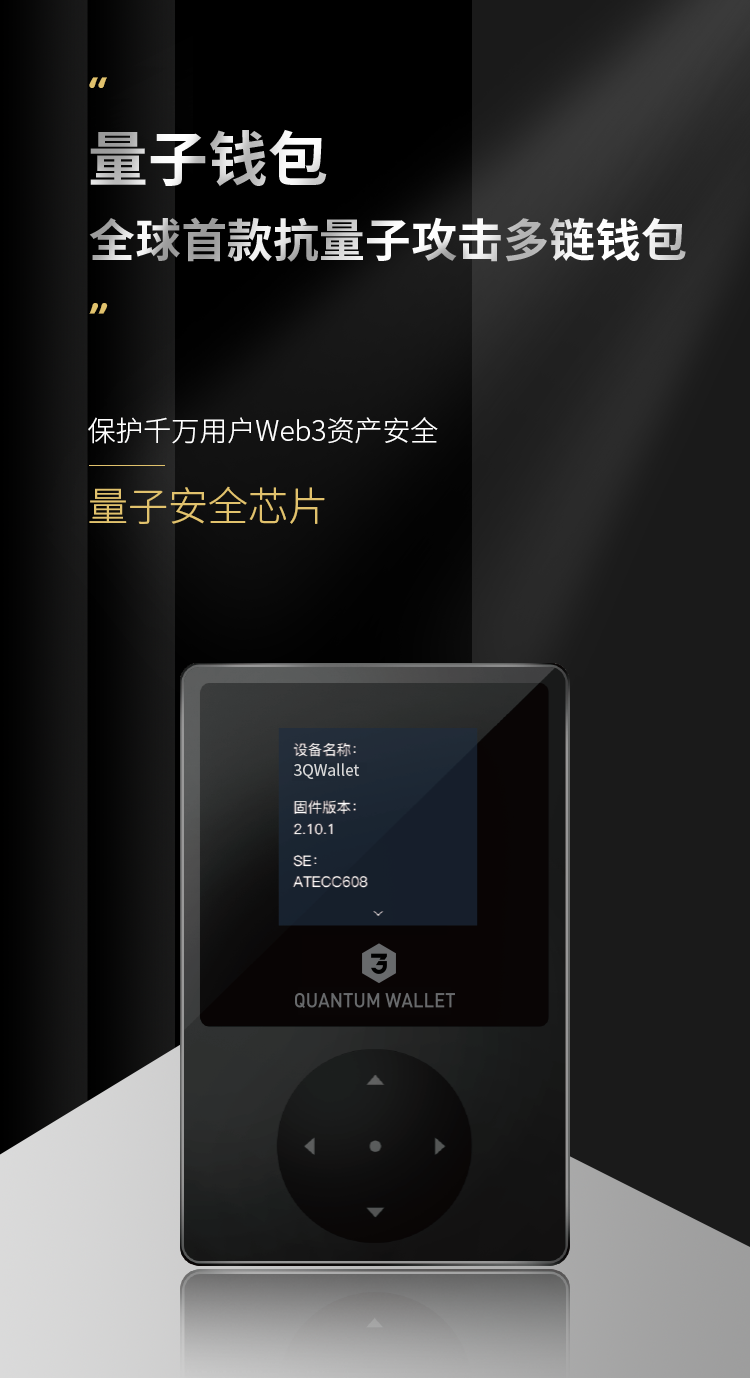 “
量子钱包
全球首款抗量子攻击多链钱包
”
保护千万用户Web3资产安全
量子安全芯片
设备名称:
3QWallet
固件版本:
2.10.1
SE:
ATECC608
3
QUANTUM WALLET